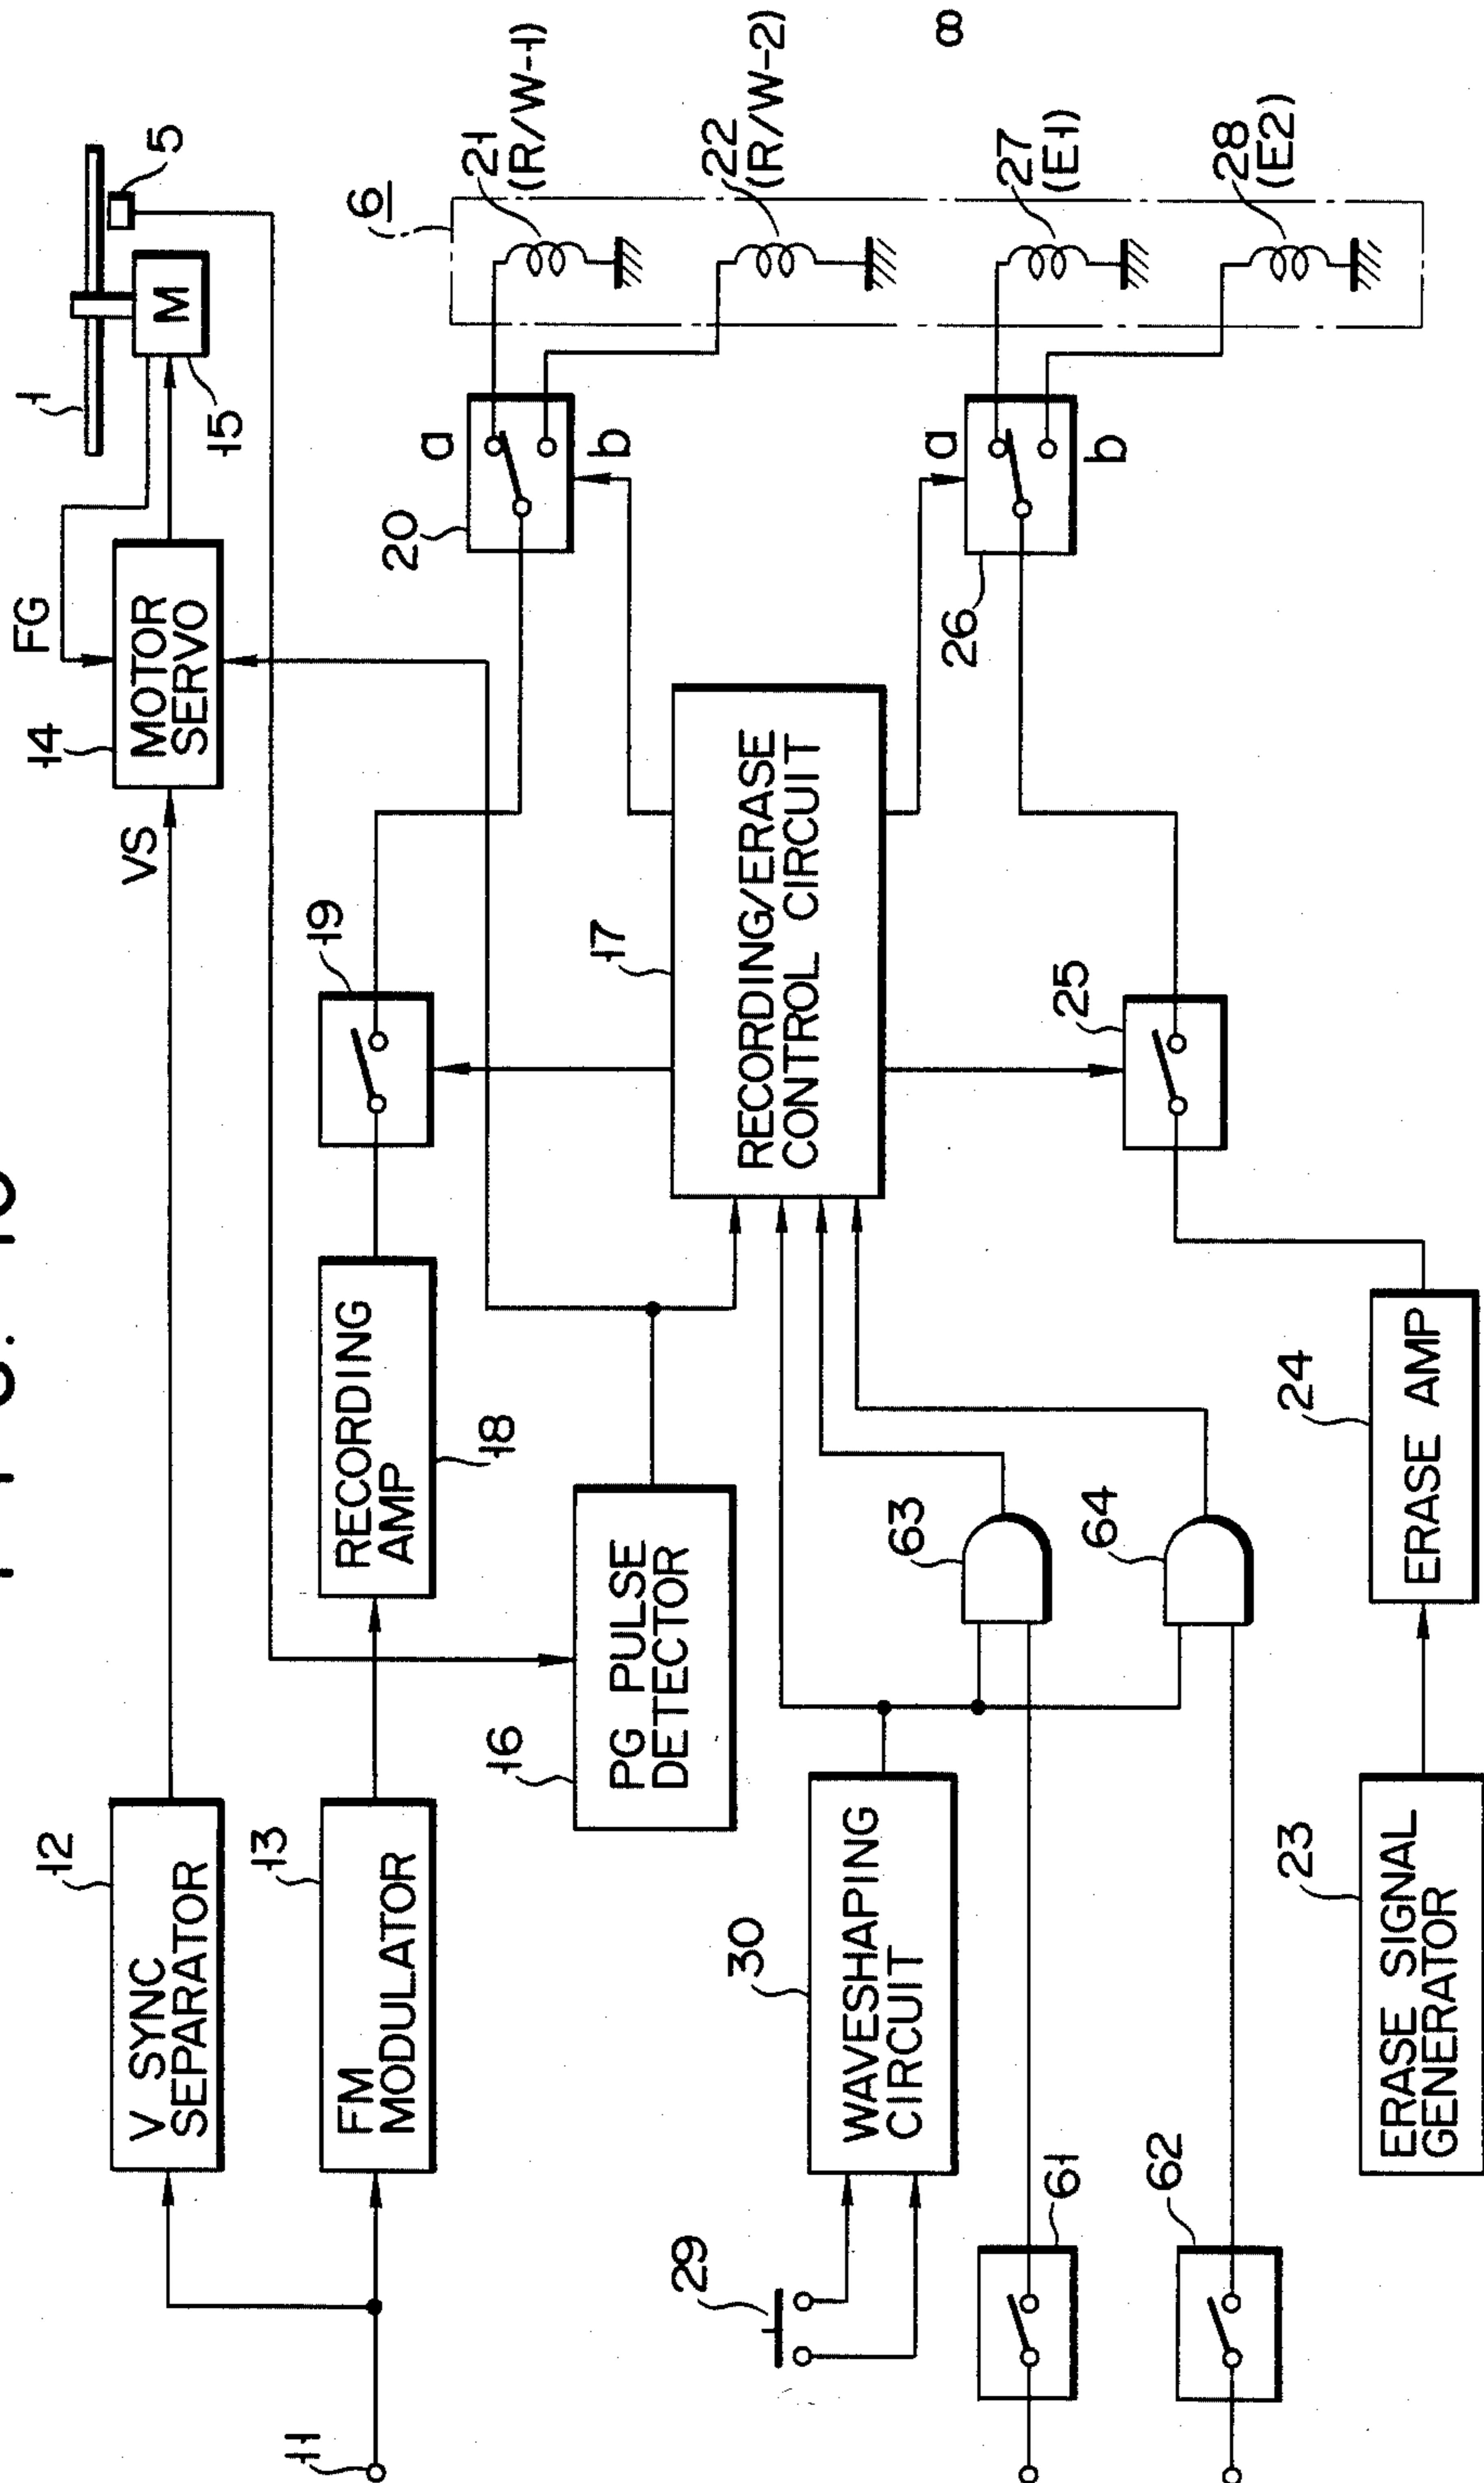 11
12
V SYNC
SEPARATOR
VS
14
MOTOR
SERVO
FG
1
M
15
5
13
FM
MODULATOR
RECORDING
AMP
18
19
20
a
b
6
21
(R/W-1)
22
(R/W-2)
16
PG PULSE
DETECTOR
17
RECORDING/ERASE
CONTROL CIRCUIT
29
30
WAVESHAPING
CIRCUIT
63
64
61
62
25
26
a
b
27
(E1)
28
(E2)
8
23
ERASE SIGNAL
GENERATOR
24
ERASE AMP